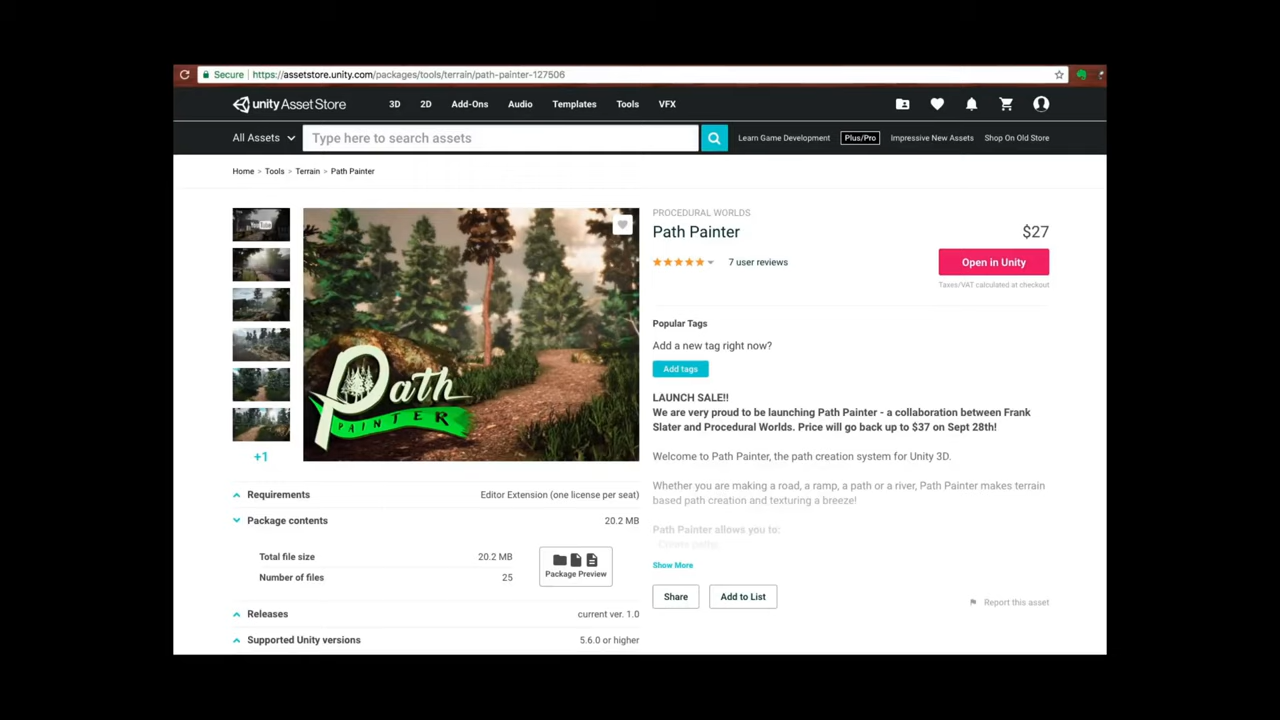 Secure https://assetstore.unity.com/packages/tools/terrain/path-painter-127506
unity Asset Store 3D 2D Add-Ons Audio Templates Tools VFX
All Assets Type here to search assets Learn Game Development Plus/Pro Impressive New Assets Shop On Old Store
Home > Tools > Terrain > Path Painter
YouTube
Path
PAINTER
+1
PROCEDURAL WORLDS
Path Painter $27
7 user reviews Open in Unity
Taxes/VAT calculated at checkout
Popular Tags
Add a new tag right now?
Add tags
LAUNCH SALE!!
We are very proud to be launching Path Painter - a collaboration between Frank
Slater and Procedural Worlds. Price will go back up to $37 on Sept 28th!
Welcome to Path Painter, the path creation system for Unity 3D.
Whether you are making a road, a ramp, a path or a river, Path Painter makes terrain
based path creation and texturing a breeze!
Path Painter allows you to:
Create paths
Show More
Share Add to List Report this asset
Requirements Editor Extension (one license per seat)
Package contents 20.2 MB
Total file size 20.2 MB
Number of files 25
Package Preview
Releases current ver. 1.0
Supported Unity versions 5.6.0 or higher